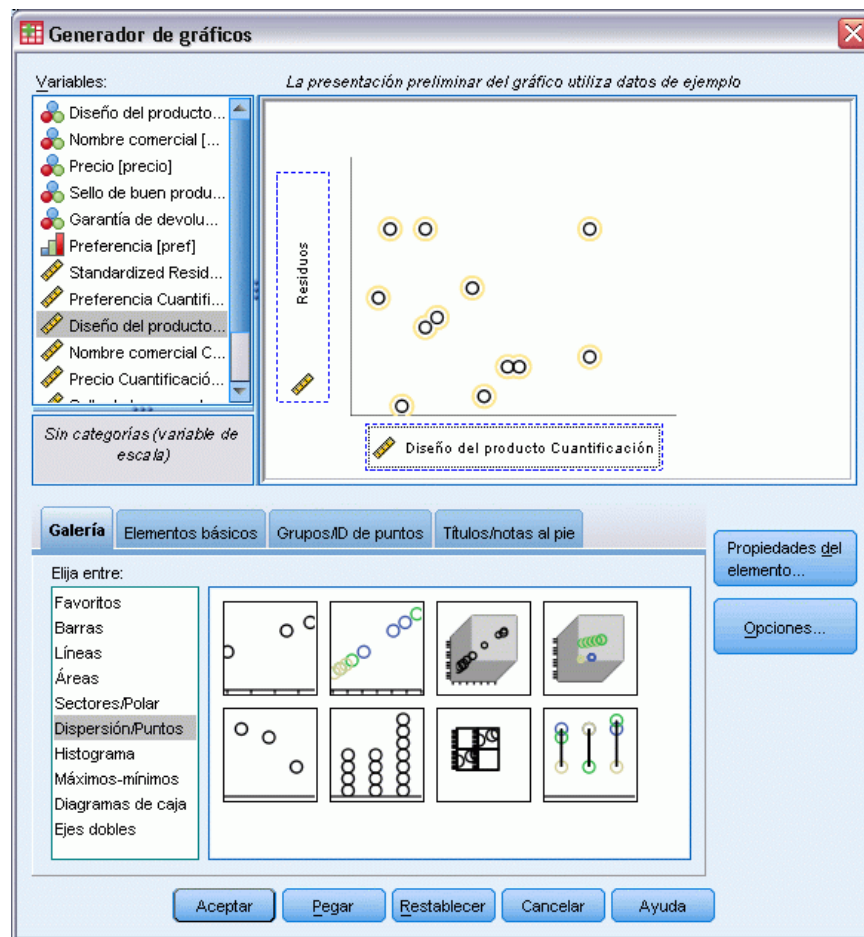 Generador de gráficos
Variables:
La presentación preliminar del gráfico utiliza datos de ejemplo
Diseño del producto...
Nombre comercial [...
Precio [precio]
Sello de buen produ...
Garantía de devolu...
Preferencia [pref]
Standardized Resid...
Preferencia Cuantifi...
Diseño del producto...
Nombre comercial C...
Precio Cuantificació...
Sin categorías (variable de
escala)
Residuos
Diseño del producto Cuantificación
Galería
Elementos básicos
Grupos/ID de puntos
Títulos/notas al pie
Elija entre:
Favoritos
Barras
Líneas
Áreas
Sectores/Polar
Dispersión/Puntos
Histograma
Máximos-mínimos
Diagramas de caja
Ejes dobles
Propiedades del
elemento...
Opciones...
Aceptar
Pegar
Restablecer
Cancelar
Ayuda